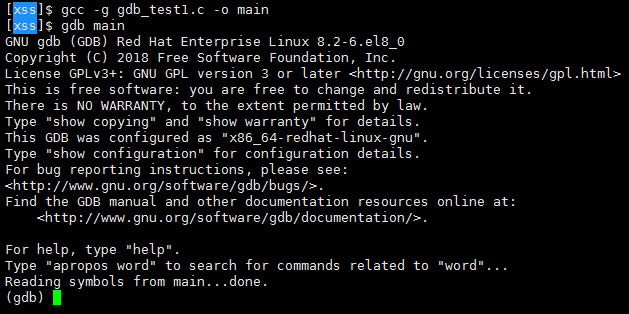 [xss]$ gcc -g gdb_test1.c -o main
[xss]$ gdb main
GNU gdb (GDB) Red Hat Enterprise Linux 8.2-6.el8_0
Copyright (C) 2018 Free Software Foundation, Inc.
License GPLv3+: GNU GPL version 3 or later <http://gnu.org/licenses/gpl.html>
This is free software: you are free to change and redistribute it.
There is NO WARRANTY, to the extent permitted by law.
Type "show copying" and "show warranty" for details.
This GDB was configured as "x86_64-redhat-linux-gnu".
Type "show configuration" for configuration details.
For bug reporting instructions, please see:
<http://www.gnu.org/software/gdb/bugs/>.
Find the GDB manual and other documentation resources online at:
    <http://www.gnu.org/software/gdb/documentation/>.

For help, type "help".
Type "apropos word" to search for commands related to "word"...
Reading symbols from main...done.
(gdb)